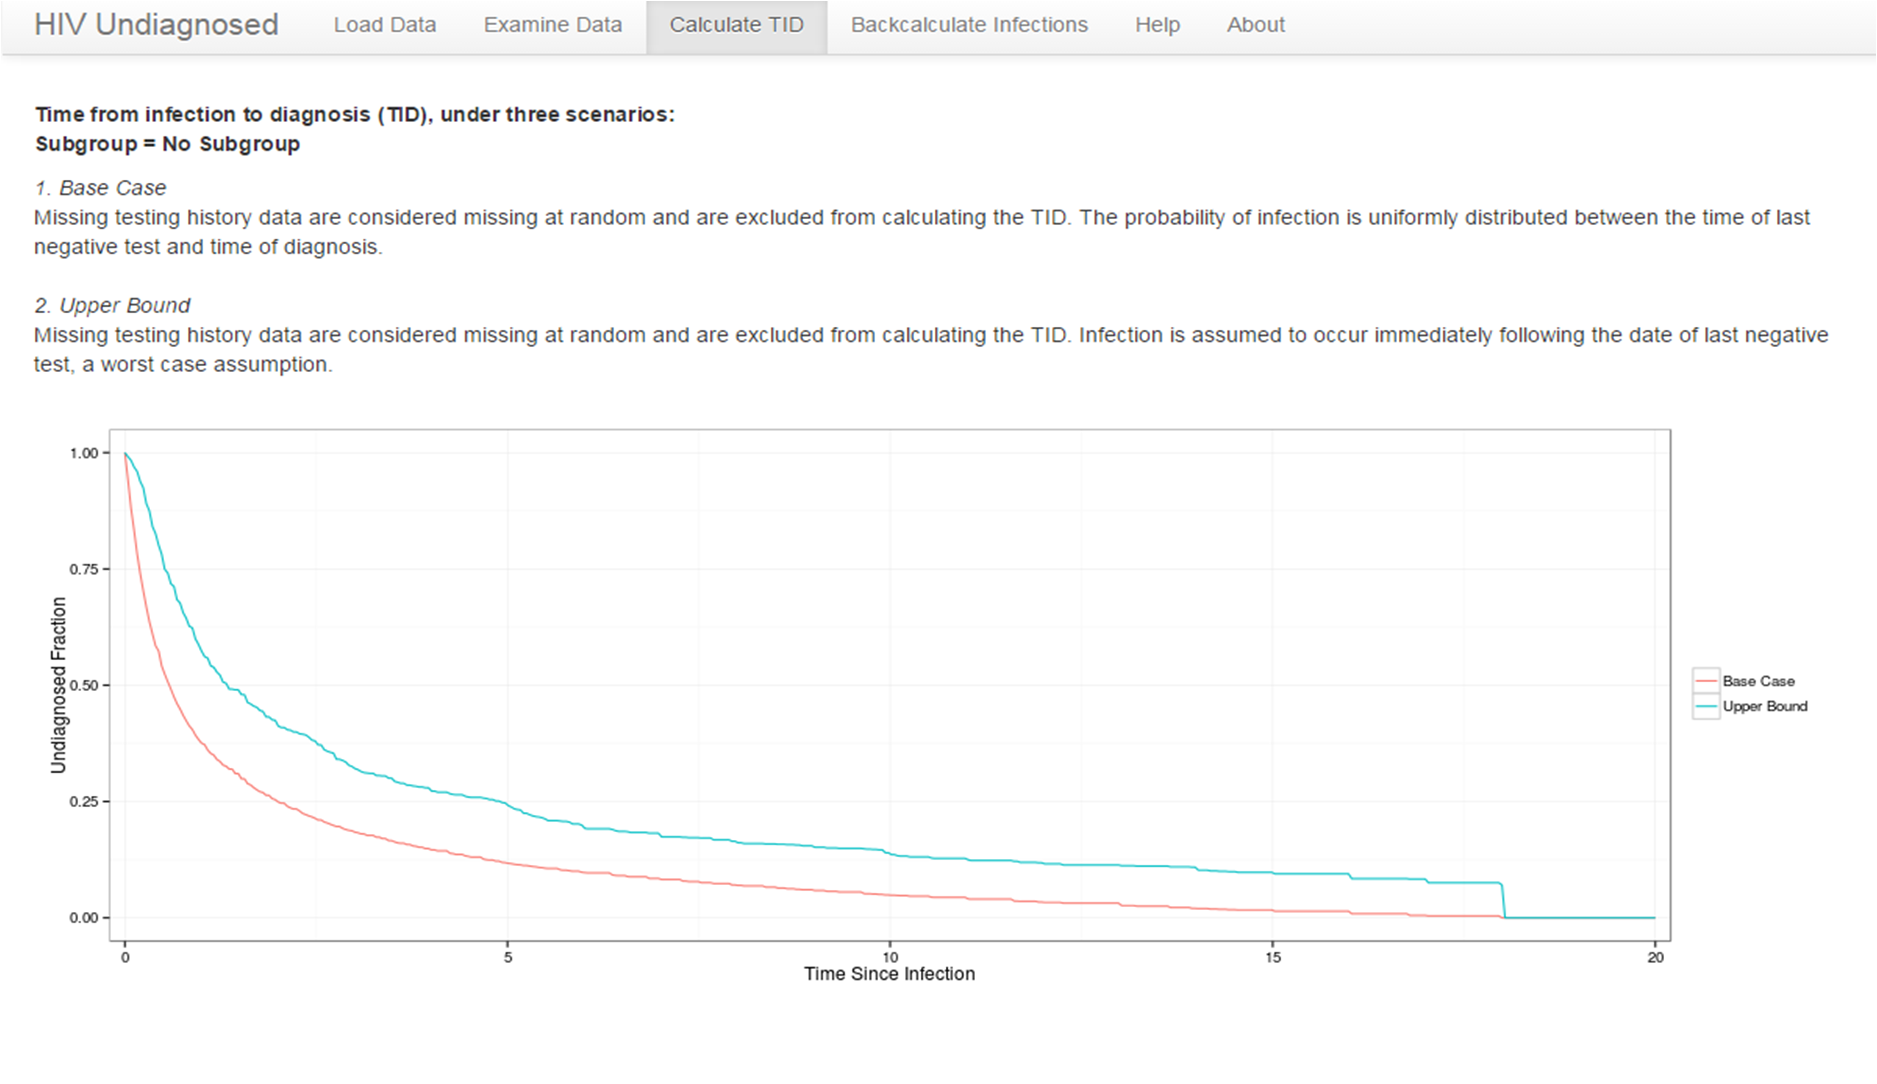 HIV Undiagnosed Load Data Examine Data Calculate TID Backcalculate Infections Help About
Time from infection to diagnosis (TID), under three scenarios:
Subgroup = No Subgroup
1. Base Case
Missing testing history data are considered missing at random and are excluded from calculating the TID. The probability of infection is uniformly distributed between the time of last
negative test and time of diagnosis.
2. Upper Bound
Missing testing history data are considered missing at random and are excluded from calculating the TID. Infection is assumed to occur immediately following the date of last negative
test, a worst case assumption.
1.00
0.75
0.50
0.25
0.00
Undiagnosed Fraction
0 5 10 15 20
Time Since Infection
Base Case
Upper Bound